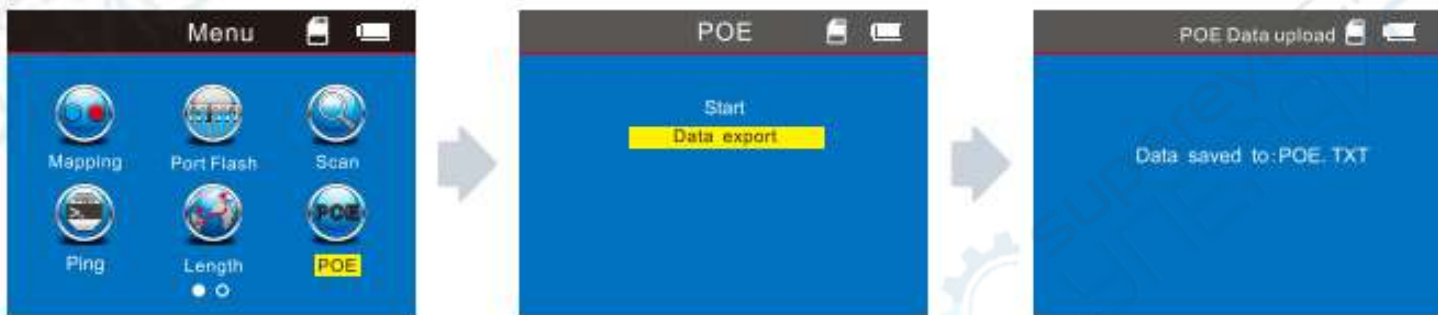 Menu
Mapping
Port Flash
Scan
POE
Ping
Length
POE
POE
Start
Data export
POE Data upload
Data saved to:POE. TXT